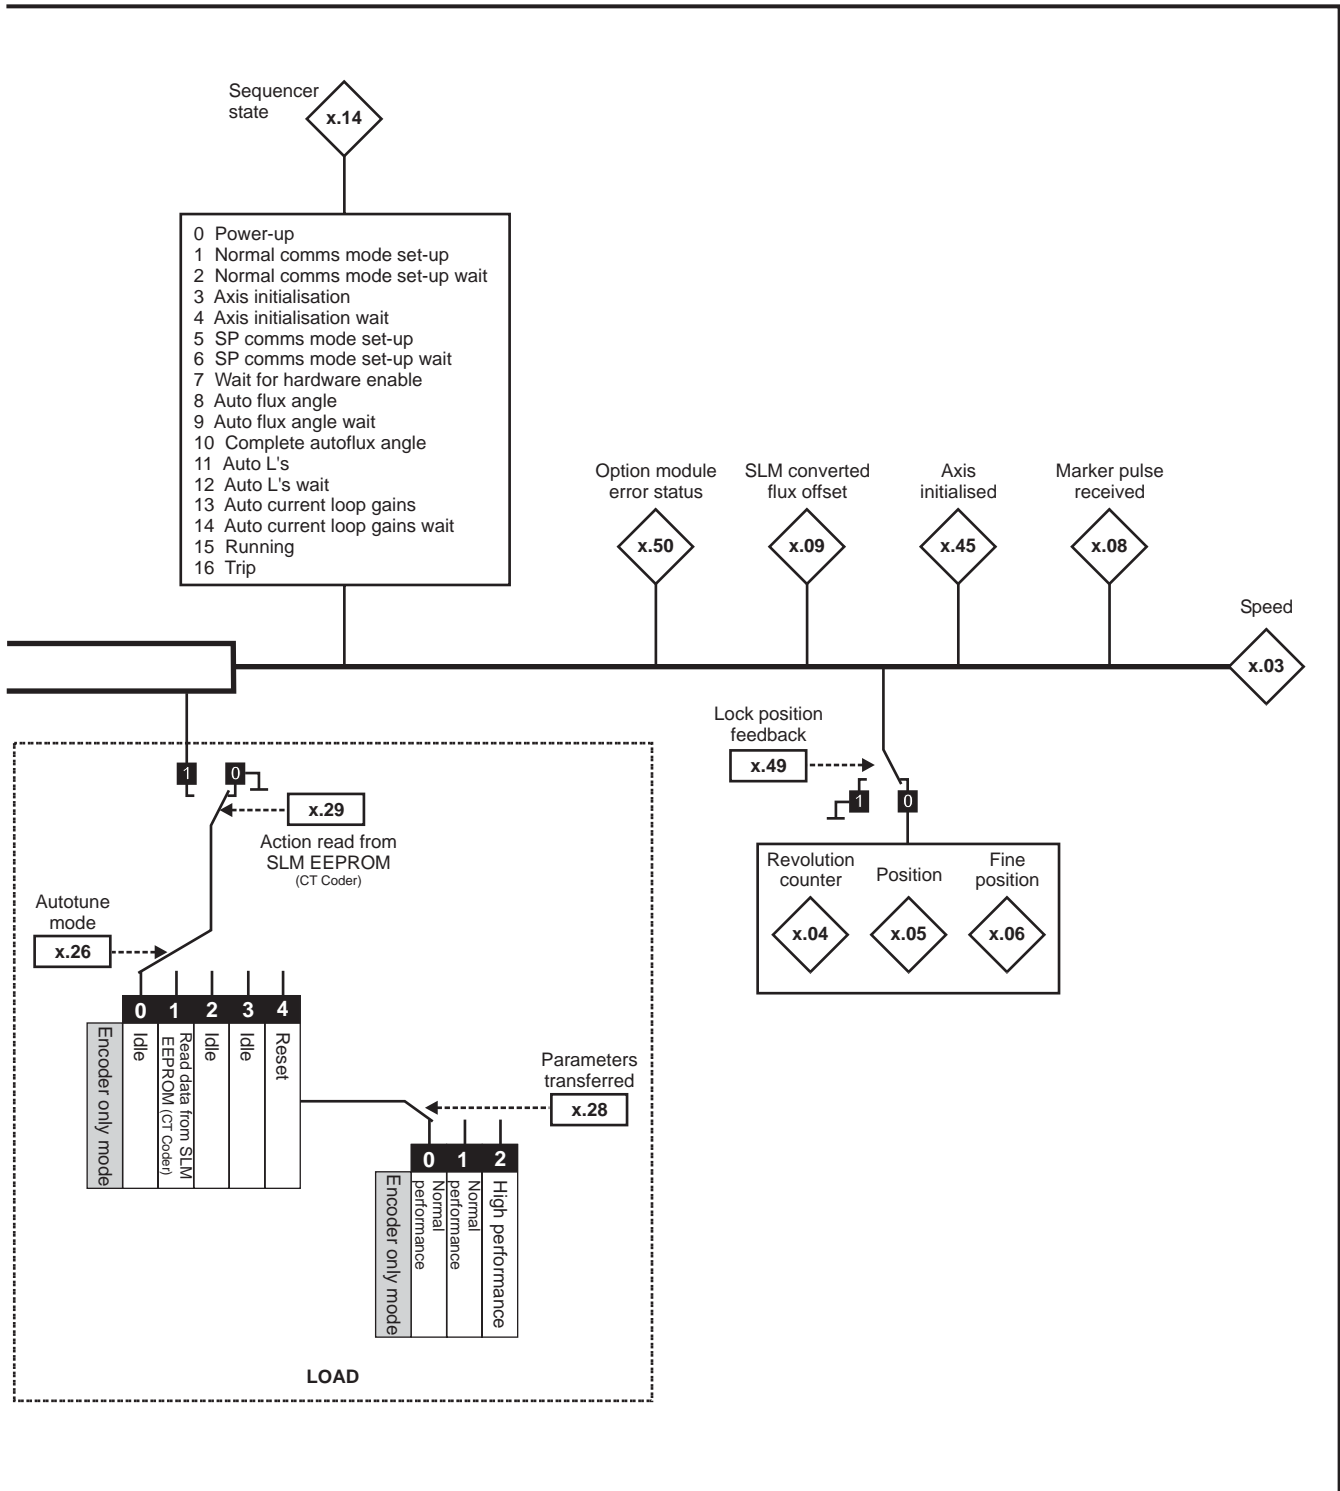 Sequencer
state
x.14
0 Power-up
1 Normal comms mode set-up
2 Normal comms mode set-up wait
3 Axis initialisation
4 Axis initialisation wait
5 SP comms mode set-up
6 SP comms mode set-up wait
7 Wait for hardware enable
8 Auto flux angle
9 Auto flux angle wait
10 Complete autoflux angle
11 Auto L's
12 Auto L's wait
13 Auto current loop gains
14 Auto current loop gains wait
15 Running
16 Trip
Option module
error status
x.50
SLM converted
flux offset
x.09
Axis
initialised
x.45
Marker pulse
received
x.08
Speed
x.03
Lock position
feedback
x.49
1 0
Revolution
counter
x.04
Position
x.05
Fine
position
x.06
1 0
x.29
Action read from
SLM EEPROM
(CT Coder)
Autotune
mode
x.26
0 1 2 3 4
Encoder only mode
Idle
Read data from SLM
EEPROM (CT Coder)
Idle
Idle
Reset
Parameters
transferred
x.28
0 1 2
Encoder only mode
Normal
performance
Normal
performance
High performance
LOAD